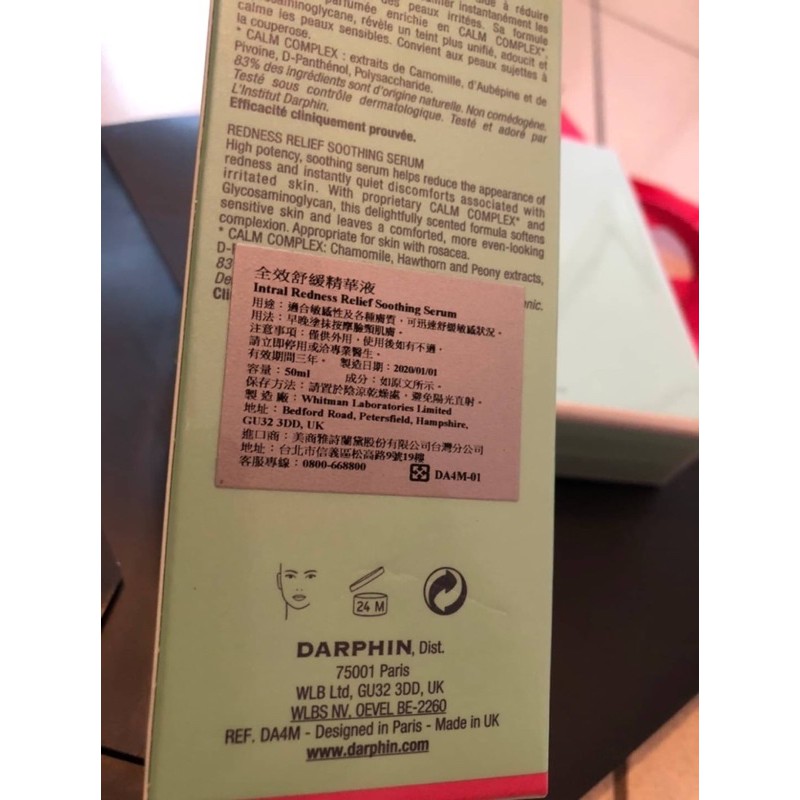 aide à réduire
instantanément les
parfumée enrichie en CALM COMPLEX*,
calme les peaux irritées. Sa formule
Glycosaminoglycane, révèle un teint plus unifié, adoucit et
la couperose. peaux sensibles. Convient aux peaux sujettes à
* CALM COMPLEX : extraits de Camomille, d'Aubépine et de
Pivoine, D-Panthénol, Polysaccharide.
83% des ingrédients sont d'origine naturelle. Non comédogène.
Testé sous contrôle dermatologique. Testé et adoré par
L'Institut Darphin.
Efficacité cliniquement prouvée.
REDNESS RELIEF SOOTHING SERUM
High potency, soothing serum helps reduce the appearance of
redness and instantly quiet discomforts associated with
irritated skin. With proprietary CALM COMPLEX* and
Glycosaminoglycan, this delightfully scented formula softens
sensitive skin and leaves a comforted, more even-looking
complexion. Appropriate for skin with rosacea.
* CALM COMPLEX: Chamomile, Hawthorn and Peony extracts,
全效舒緩精華液
Intral Redness Relief Soothing Serum
用途：適合敏感性及各種膚質，可迅速舒緩敏感狀況。
用法：早晚塗抹按摩臉頸肌膚。
注意事項：僅供外用，使用後如有不適，
請立即停用或洽專業醫生。
有效期間三年。 製造日期：2020/01/01
容量：50ml 成分：如原文所示。
保存方法：請置於陰涼乾燥處，避免陽光直射。
製造廠：Whitman Laboratories Limited
地址：Bedford Road, Petersfield, Hampshire,
GU32 3DD, UK
進口商：美商雅詩蘭黛股份有限公司台灣分公司
地址：台北市信義區松高路9號19樓
客服專線：0800-668800
DA4M-01
24 M
DARPHIN, Dist.
75001 Paris
WLB Ltd, GU32 3DD, UK
WLBS NV, OEVEL BE-2260
REF. DA4M - Designed in Paris - Made in UK
www.darphin.com